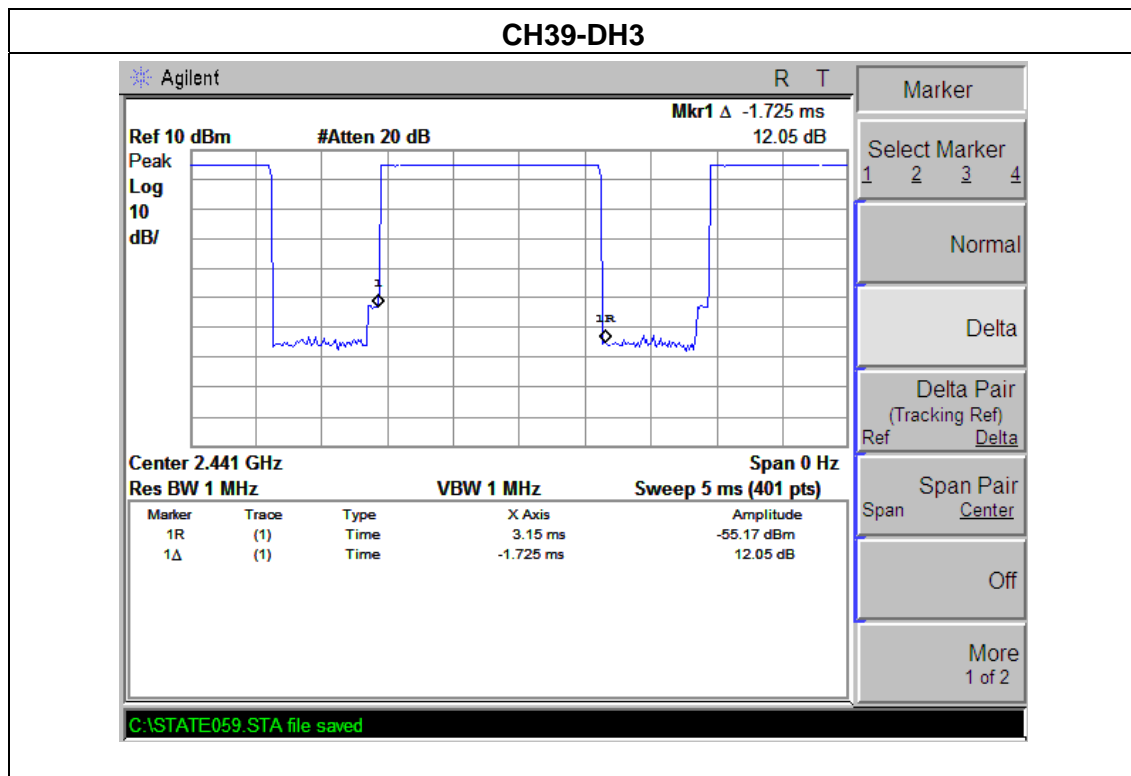 CH39-DH3
Agilent R T
Mkr1 Δ -1.725 ms
Ref 10 dBm #Atten 20 dB 12.05 dB
Peak
Log
10
dB/
1
1R
Center 2.441 GHz Span 0 Hz
Res BW 1 MHz VBW 1 MHz Sweep 5 ms (401 pts)
Marker Trace Type X Axis Amplitude
1R (1) Time 3.15 ms -55.17 dBm
1Δ (1) Time -1.725 ms 12.05 dB
C:\STATE059.STA file saved
Marker
Select Marker
1 2 3 4
Normal
Delta
Delta Pair
(Tracking Ref)
Ref Delta
Span Pair
Span Center
Off
More
1 of 2